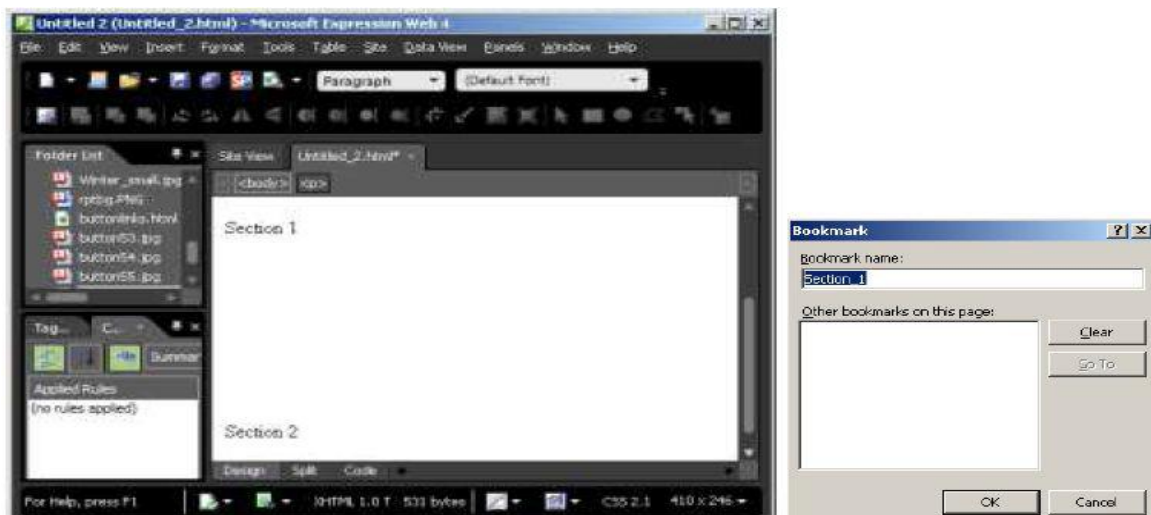 Untitled 2 (Untitled_2.html) - Microsoft Expression Web 4
File Edit View Insert Format Tools Table Site Data View Panels Window Help
Paragraph (Default Font)
Folder List
Winter_small.jpg
rptbg.PNG
buttonlinks.html
button53.jpg
button54.jpg
button55.jpg
Tag... C...
Summar
Applied Rules
(no rules applied)
Site View Untitled_2.html*
<body> <p>
Section 1
Section 2
Design Split Code
For Help, press F1 XHTML 1.0 T 531 bytes CSS 2.1 410 x 246
Bookmark
Bookmark name:
Section_1
Other bookmarks on this page:
Clear
Go To
OK Cancel